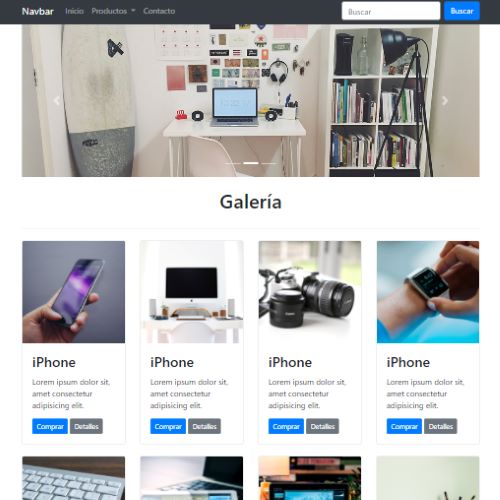 Navbar Inicio Productos Contacto Buscar Buscar
Galería
iPhone iPhone iPhone iPhone
Lorem ipsum dolor sit, Lorem ipsum dolor sit, Lorem ipsum dolor sit, Lorem ipsum dolor sit,
amet consectetur amet consectetur amet consectetur amet consectetur
adipisicing elit. adipisicing elit. adipisicing elit. adipisicing elit.
Comprar Detalles Comprar Detalles Comprar Detalles Comprar Detalles